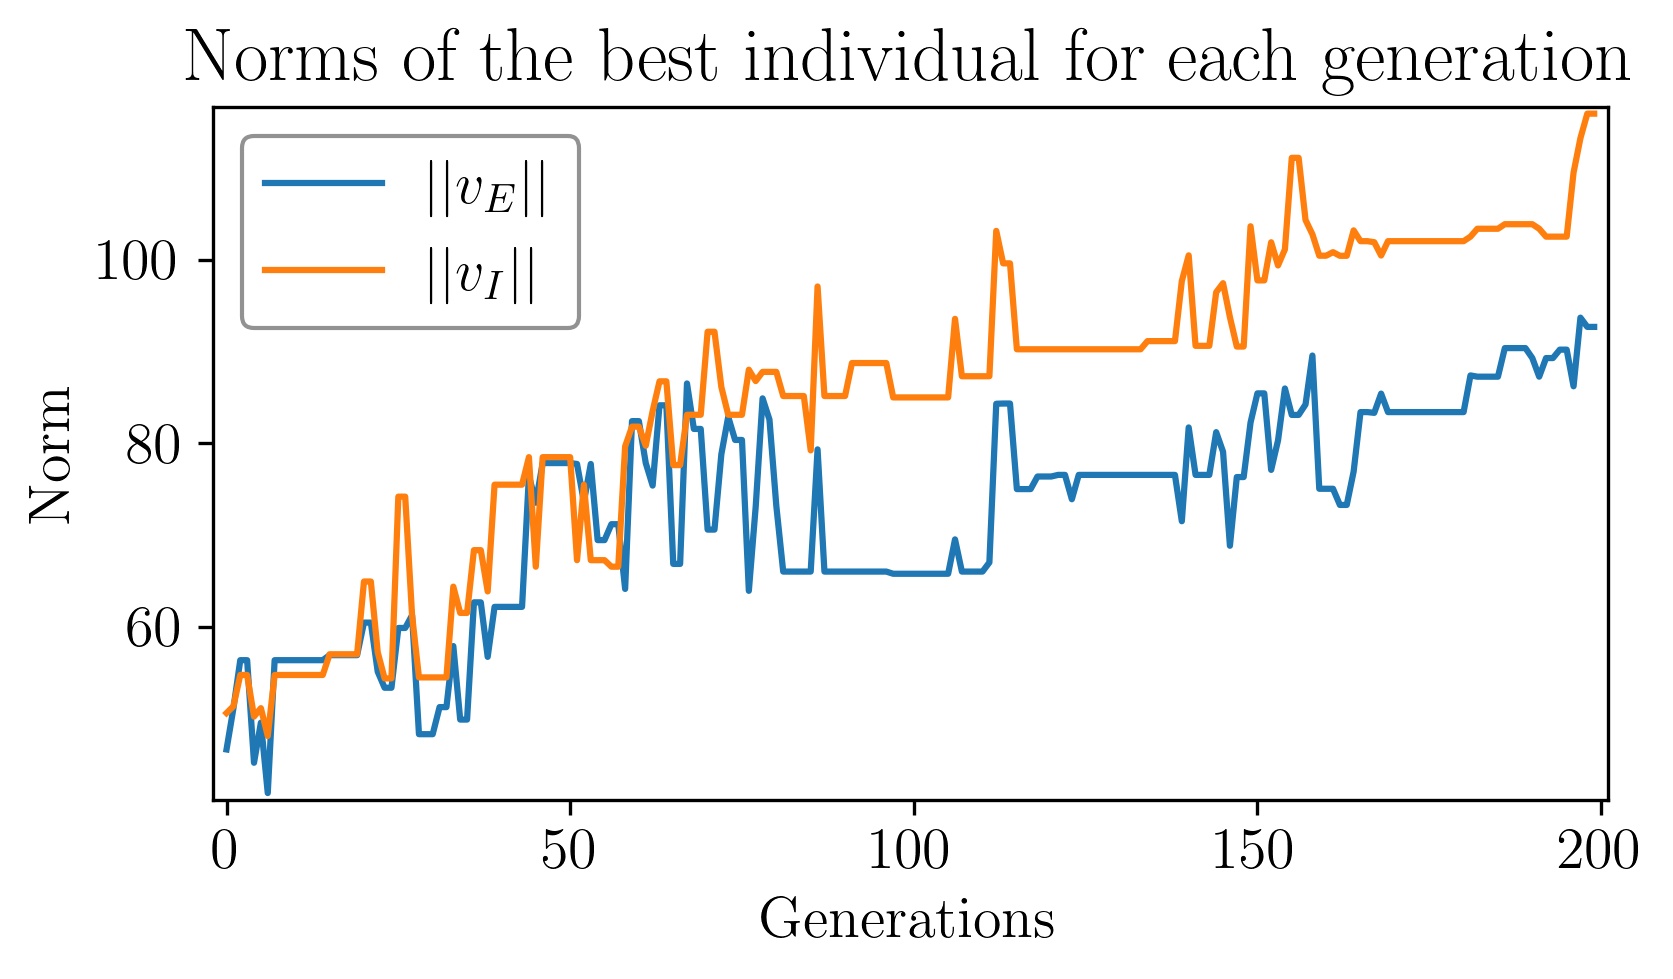 Norms of the best individual for each generation
||v_E||
||v_I||
100
80
60
Norm
0 50 100 150 200
Generations